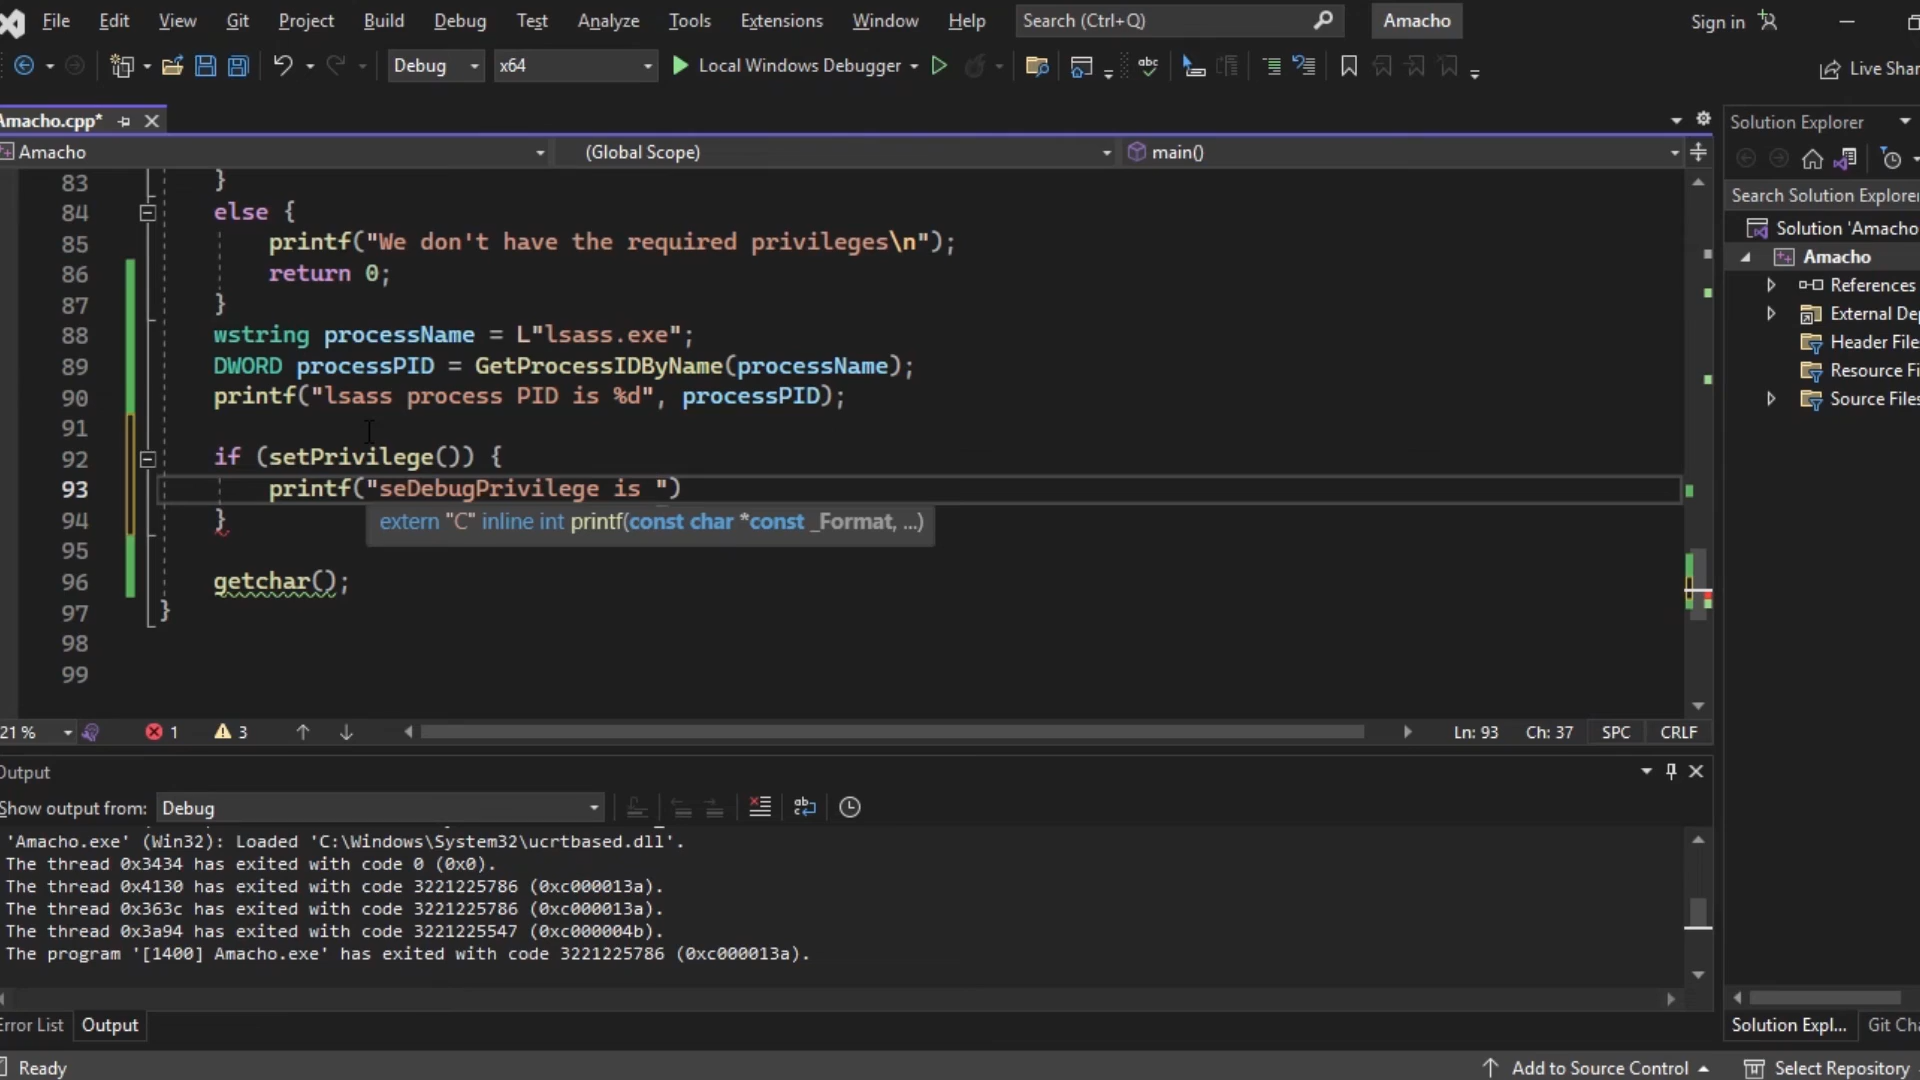 File Edit View Git Project Build Debug Test Analyze Tools Extensions Window Help Search (Ctrl+Q) Amacho Sign in
Debug x64 Local Windows Debugger Live Shar
Amacho.cpp*
Amacho (Global Scope) main()
83 }
84 else {
85 printf("We don't have the required privileges\n");
86 return 0;
87 }
88 wstring processName = L"lsass.exe";
89 DWORD processPID = GetProcessIDByName(processName);
90 printf("lsass process PID is %d", processPID);
91
92 if (setPrivilege()) {
93 printf("seDebugPrivilege is ")
94 }
extern "C" inline int printf(const char *const _Format, ...)
95
96 getchar();
97 }
98
99
21 % 1 3 Ln: 93 Ch: 37 SPC CRLF
Output
Show output from: Debug
'Amacho.exe' (Win32): Loaded 'C:\Windows\System32\ucrtbased.dll'.
The thread 0x3434 has exited with code 0 (0x0).
The thread 0x4130 has exited with code 3221225786 (0xc000013a).
The thread 0x363c has exited with code 3221225786 (0xc000013a).
The thread 0x3a94 has exited with code 3221225547 (0xc000004b).
The program '[1400] Amacho.exe' has exited with code 3221225786 (0xc000013a).
Error List Output
Ready
Solution Explorer
Search Solution Explorer
Solution 'Amacho
Amacho
References
External De
Header Files
Resource Fi
Source Files
Solution Expl... Git Cha
Add to Source Control Select Repository